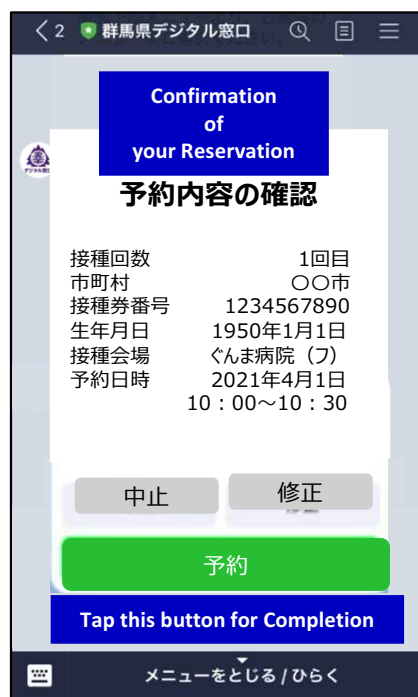 2 群馬県デジタル窓口
Confirmation
of
your Reservation
予約内容の確認
接種回数 1回目
市町村 〇〇市
接種券番号 1234567890
生年月日 1950年1月1日
接種会場 ぐんま病院（フ）
予約日時 2021年4月1日
10：00～10：30
中止 修正
予約
Tap this button for Completion
メニューをとじる / ひらく